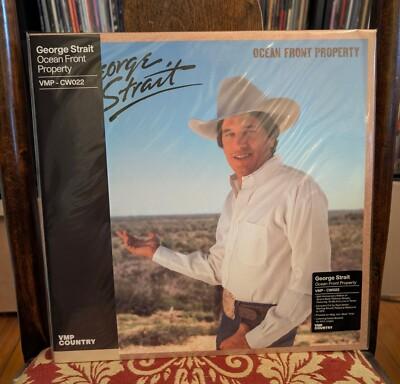 George Strait
Ocean Front
Property
VMP - CW022
George
Strait
OCEAN FRONT PROPERTY
VMP
COUNTRY
George Strait
Ocean Front Property
VMP - CW022
VMP
COUNTRY